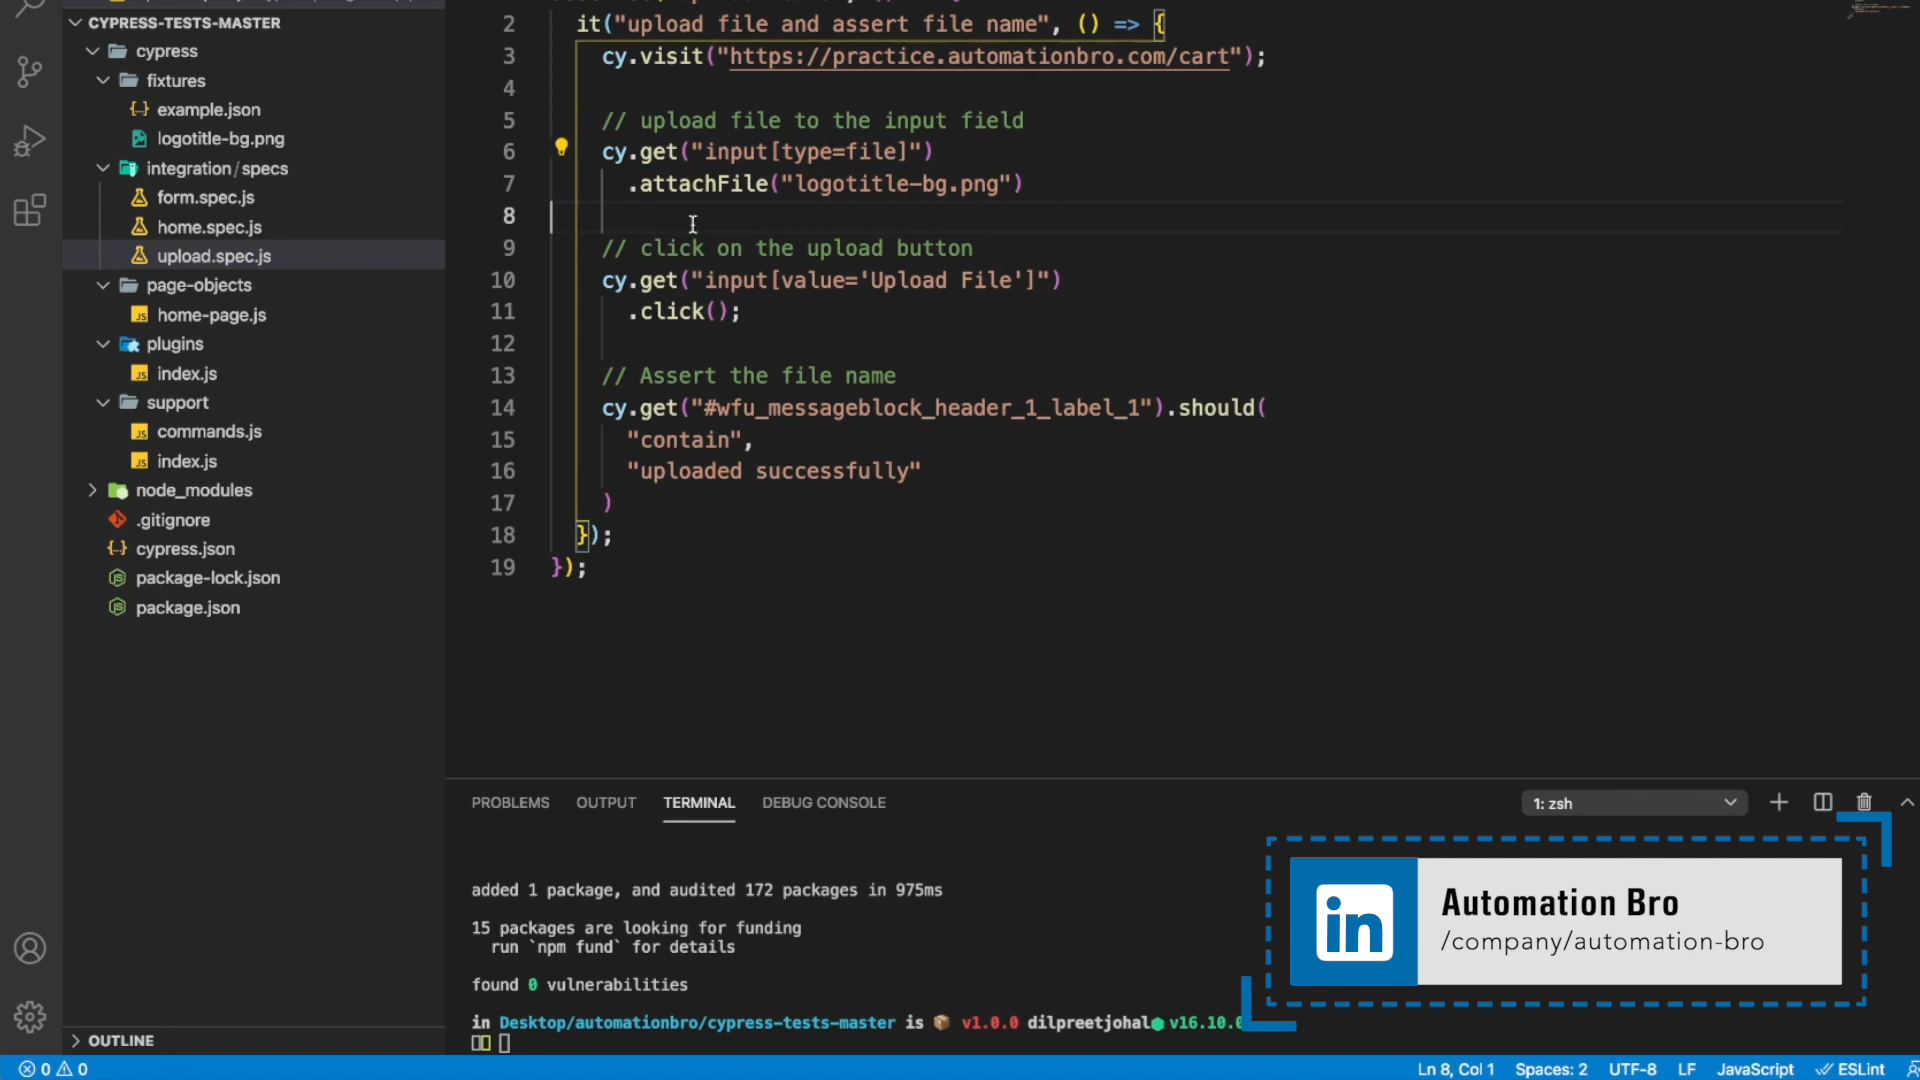 CYPRESS-TESTS-MASTER
cypress
fixtures
example.json
logotitle-bg.png
integration/specs
form.spec.js
home.spec.js
upload.spec.js
page-objects
home-page.js
plugins
index.js
support
commands.js
index.js
node_modules
.gitignore
cypress.json
package-lock.json
package.json
OUTLINE
2 it("upload file and assert file name", () => {
3 cy.visit("https://practice.automationbro.com/cart");
4
5 // upload file to the input field
6 cy.get("input[type=file]")
7 .attachFile("logotitle-bg.png")
8
9 // click on the upload button
10 cy.get("input[value='Upload File']")
11 .click();
12
13 // Assert the file name
14 cy.get("#wfu_messageblock_header_1_label_1").should(
15 "contain",
16 "uploaded successfully"
17 )
18 });
19 });
PROBLEMS OUTPUT TERMINAL DEBUG CONSOLE 1: zsh
added 1 package, and audited 172 packages in 975ms
15 packages are looking for funding
run `npm fund` for details
found 0 vulnerabilities
in Desktop/automationbro/cypress-tests-master is v1.0.0 dilpreetjohal v16.10.0
in Automation Bro
/company/automation-bro
0 0 Ln 8, Col 1 Spaces: 2 UTF-8 LF JavaScript ESLint